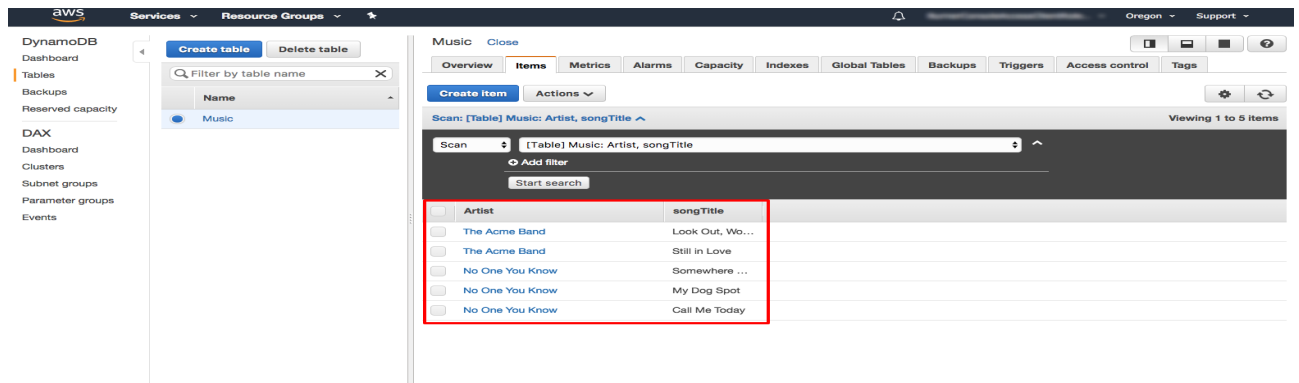 aws Services Resource Groups Oregon Support
DynamoDB
Dashboard
Tables
Backups
Reserved capacity
DAX
Dashboard
Clusters
Subnet groups
Parameter groups
Events
Create table Delete table
Filter by table name
Name
Music
Music Close
Overview Items Metrics Alarms Capacity Indexes Global Tables Backups Triggers Access control Tags
Create item Actions
Scan: [Table] Music: Artist, songTitle Viewing 1 to 5 items
Scan [Table] Music: Artist, songTitle
Add filter
Start search
Artist songTitle
The Acme Band Look Out, Wo...
The Acme Band Still in Love
No One You Know Somewhere ...
No One You Know My Dog Spot
No One You Know Call Me Today